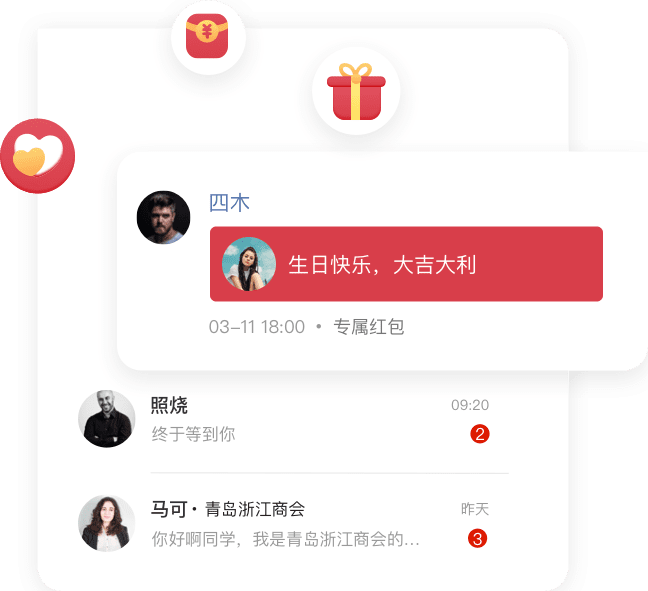 ¥
四木
生日快乐，大吉大利
03-11 18:00 • 专属红包
照烧 09:20
终于等到你 2
马可· 青岛浙江商会 昨天
你好啊同学，我是青岛浙江商会的... 3